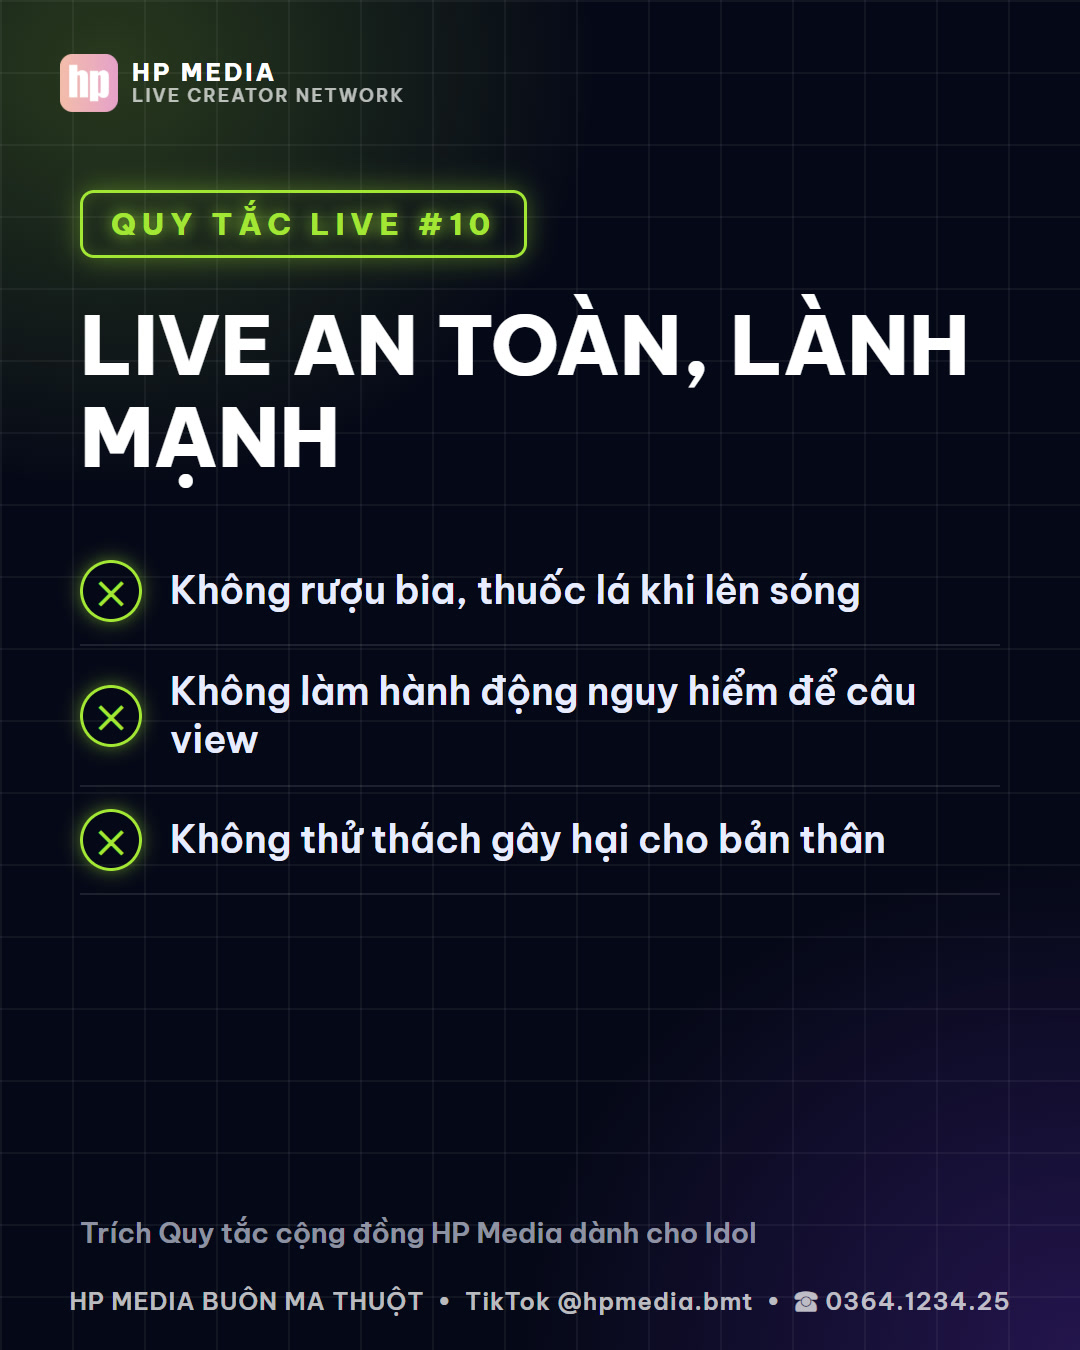 hp
HP MEDIA
LIVE CREATOR NETWORK
QUY TẮC LIVE #10
LIVE AN TOÀN, LÀNH
MẠNH
Không rượu bia, thuốc lá khi lên sóng
Không làm hành động nguy hiểm để câu
view
Không thử thách gây hại cho bản thân
Trích Quy tắc cộng đồng HP Media dành cho Idol
HP MEDIA BUÔN MA THUỘT • TikTok @hpmedia.bmt • ☎ 0364.1234.25